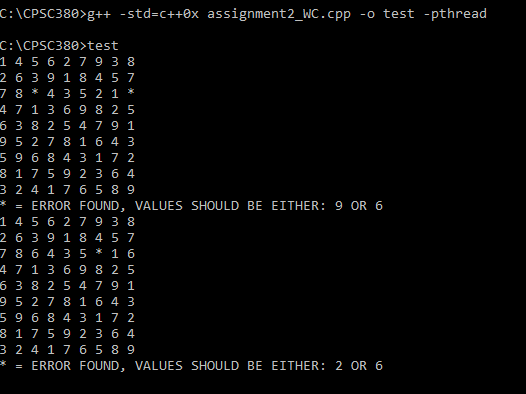 C:\CPSC380>g++ -std=c++0x assignment2_WC.cpp -o test -pthread
C:\CPSC380>test
1 4 5 6 2 7 9 3 8
2 6 3 9 1 8 4 5 7
7 8 * 4 3 5 2 1 *
4 7 1 3 6 9 8 2 5
6 3 8 2 5 4 7 9 1
9 5 2 7 8 1 6 4 3
5 9 6 8 4 3 1 7 2
8 1 7 5 9 2 3 6 4
3 2 4 1 7 6 5 8 9
* = ERROR FOUND, VALUES SHOULD BE EITHER: 9 OR 6
1 4 5 6 2 7 9 3 8
2 6 3 9 1 8 4 5 7
7 8 6 4 3 5 * 1 6
4 7 1 3 6 9 8 2 5
6 3 8 2 5 4 7 9 1
9 5 2 7 8 1 6 4 3
5 9 6 8 4 3 1 7 2
8 1 7 5 9 2 3 6 4
3 2 4 1 7 6 5 8 9
* = ERROR FOUND, VALUES SHOULD BE EITHER: 2 OR 6